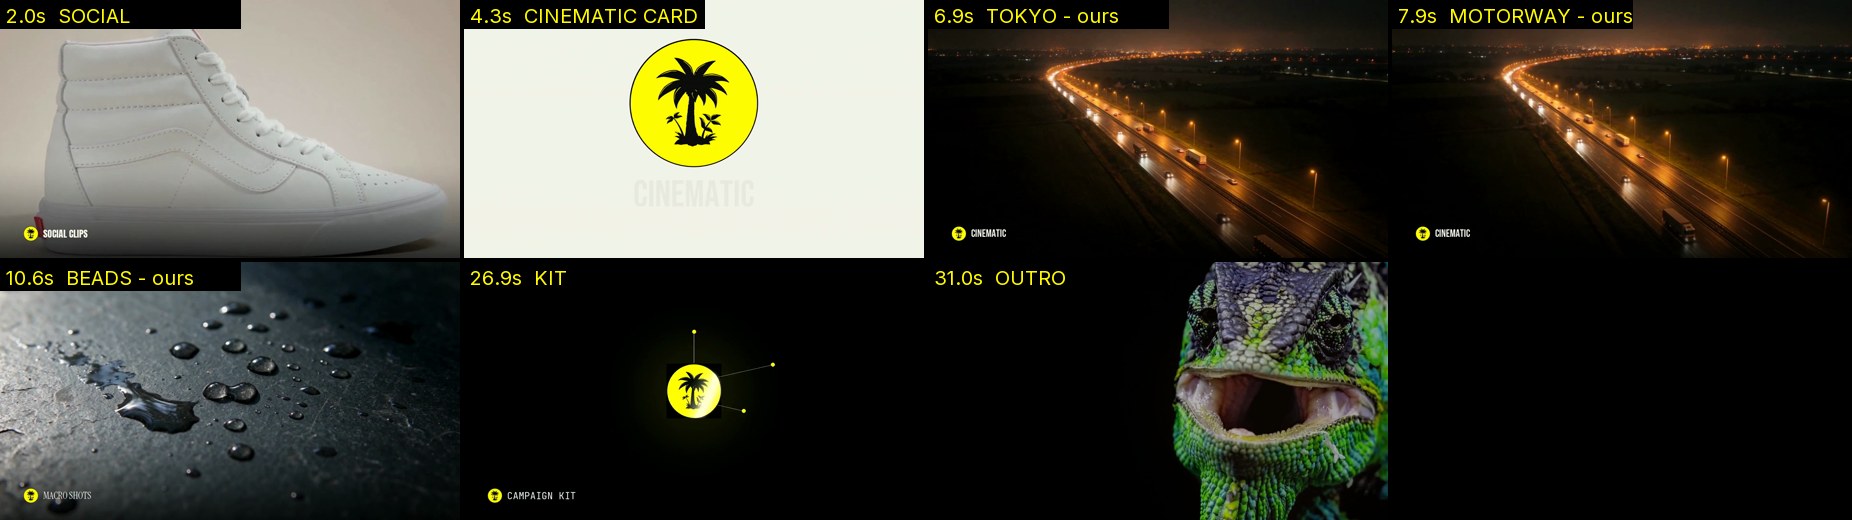 2.0s SOCIAL
4.3s CINEMATIC CARD
6.9s TOKYO - ours
7.9s MOTORWAY - ours
CINEMATIC
SOCIAL CLIPS
CINEMATIC
CINEMATIC
10.6s BEADS - ours
26.9s KIT
31.0s OUTRO
MACRO SHOTS
CAMPAIGN KIT